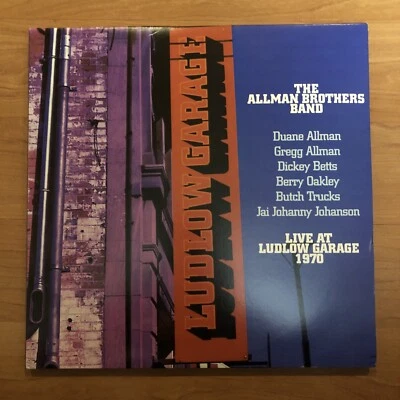 LUDLOW GARAGE
THE
ALLMAN BROTHERS
BAND
Duane Allman
Gregg Allman
Dickey Betts
Berry Oakley
Butch Trucks
Jai Johanny Johanson
LIVE AT
LUDLOW GARAGE
1970